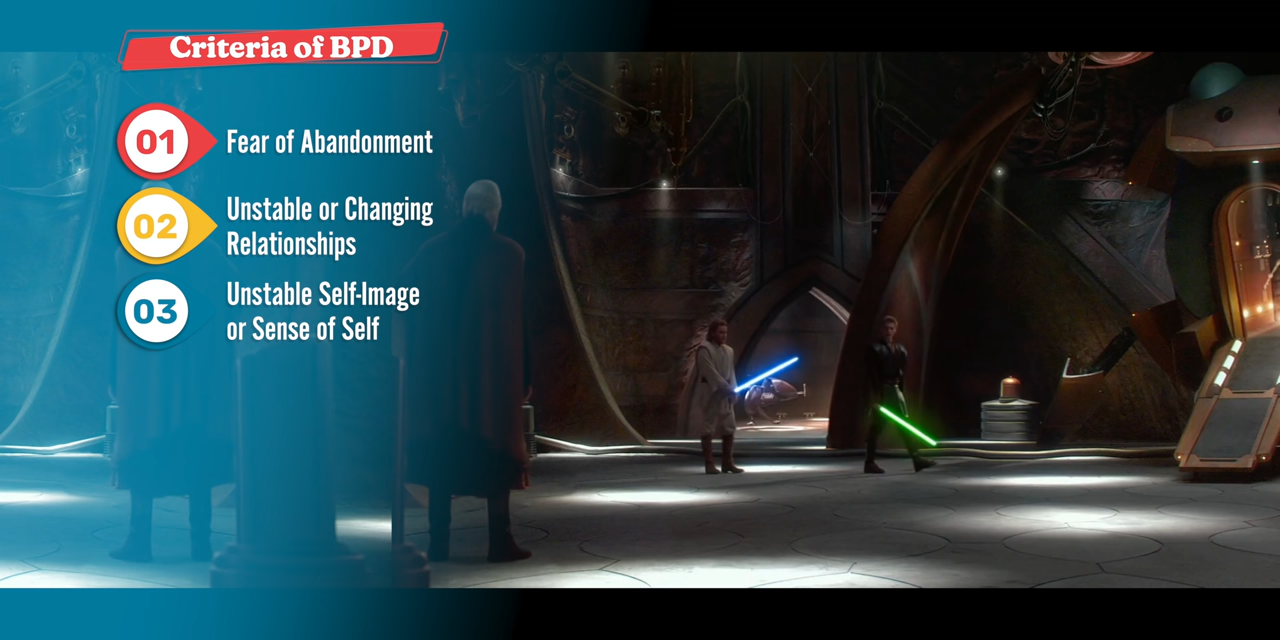 Criteria of BPD
01
Fear of Abandonment
02
Unstable or Changing
Relationships
03
Unstable Self-Image
or Sense of Self